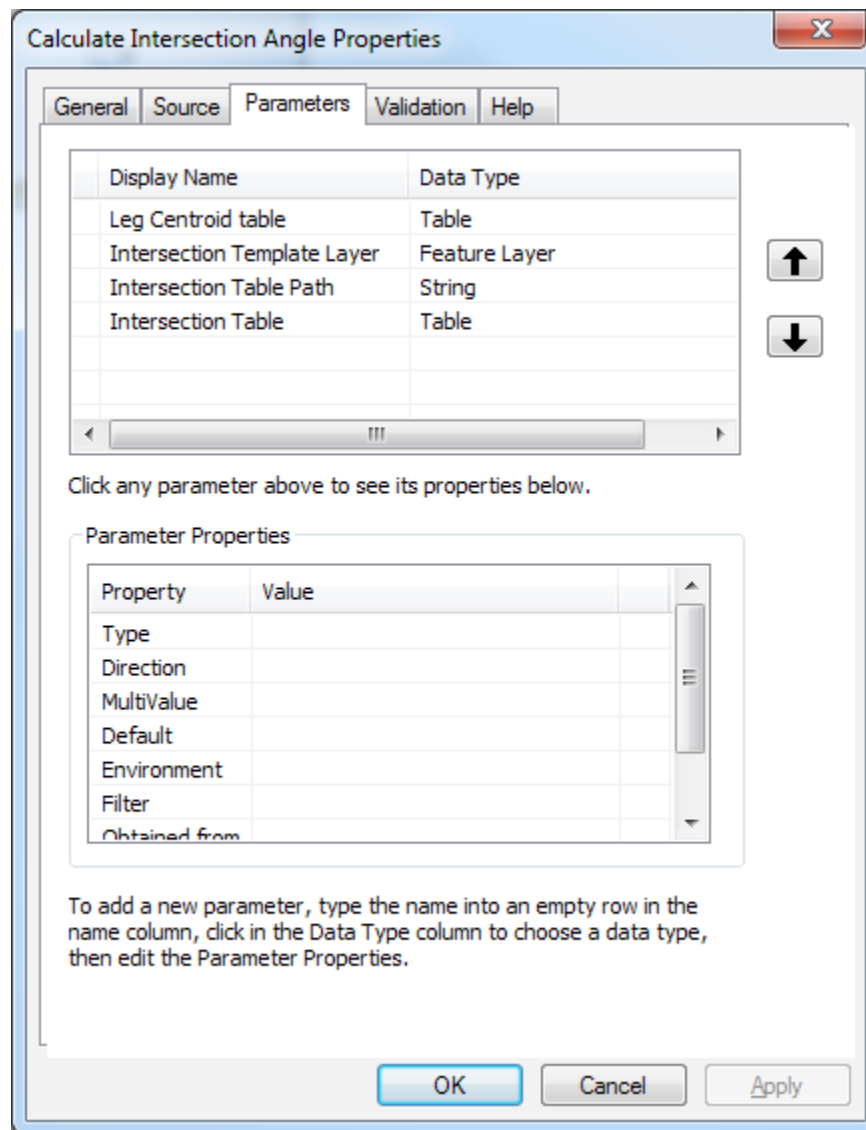 Calculate Intersection Angle Properties
General Source Parameters Validation Help
Display Name Data Type
Leg Centroid table Table
Intersection Template Layer Feature Layer
Intersection Table Path String
Intersection Table Table
Click any parameter above to see its properties below.
Parameter Properties
Property Value
Type
Direction
MultiValue
Default
Environment
Filter
Obtained from
To add a new parameter, type the name into an empty row in the
name column, click in the Data Type column to choose a data type,
then edit the Parameter Properties.
OK Cancel Apply